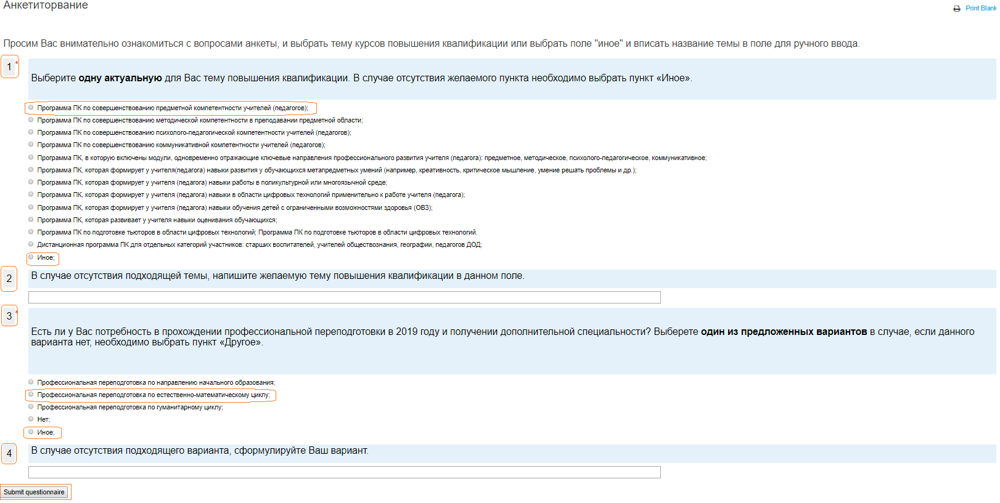 Анкетиторвание
Print Blank
Просим Вас внимательно ознакомиться с вопросами анкеты, и выбрать тему курсов повышения квалификации или выбрать поле "иное" и вписать название темы в поле для ручного ввода.
1 *
Выберите одну актуальную для Вас тему повышения квалификации. В случае отсутствия желаемого пункта необходимо выбрать пункт «Иное».
Программа ПК по совершенствованию предметной компетентности учителей (педагогов);
Программа ПК по совершенствованию методической компетентности в преподавании предметной области;
Программа ПК по совершенствованию психолого-педагогической компетентности учителей (педагогов);
Программа ПК по совершенствованию коммуникативной компетентности учителей (педагогов);
Программа ПК, в которую включены модули, одновременно отражающие ключевые направления профессионального развития учителя (педагога): предметное, методическое, психолого-педагогическое, коммуникативное;
Программа ПК, которая формирует у учителя(педагога) навыки развития у обучающихся метапредметных умений (например, креативность, критическое мышление, умение решать проблемы и др.);
Программа ПК, которая формирует у учителя (педагога) навыки работы в поликультурной или многоязычной среде;
Программа ПК, которая формирует у учителя (педагога) навыки в области цифровых технологий применительно к работе учителя (педагога);
Программа ПК, которая формирует у учителя (педагога) навыки обучения детей с ограниченными возможностями здоровья (ОВЗ);
Программа ПК, которая развивает у учителя навыки оценивания обучающихся;
Программа ПК по подготовке тьюторов в области цифровых технологий; Программа ПК по подготовке тьюторов в области цифровых технологий.
Дистанционная программа ПК для отдельных категорий участников: старших воспитателей, учителей обществознания, географии, педагогов ДОД;
Иное;
2
В случае отсутствия подходящей темы, напишите желаемую тему повышения квалификации в данном поле.
3 *
Есть ли у Вас потребность в прохождении профессиональной переподготовки в 2019 году и получении дополнительной специальности? Выберете один из предложенных вариантов в случае, если данного
варианта нет, необходимо выбрать пункт «Другое».
Профессиональная переподготовка по направлению начального образования;
Профессиональная переподготовка по естественно-математическому циклу;
Профессиональная переподготовка по гуманитарному циклу;
Нет;
Иное;
4
В случае отсутствия подходящего варианта, сформулируйте Ваш вариант.
Submit questionnaire